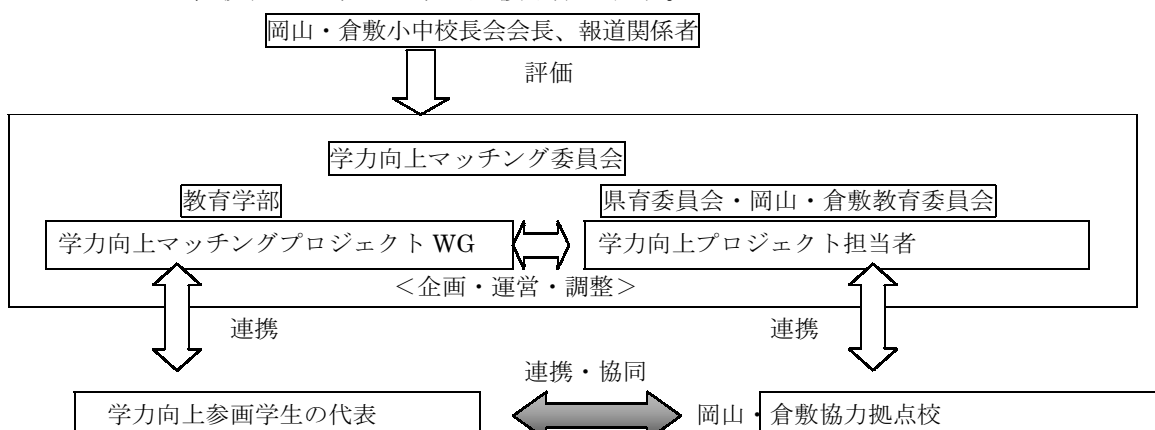 岡山・倉敷小中校長会会長、報道関係者
評価
学力向上マッチング委員会
教育学部
県育委員会・岡山・倉敷教育委員会
学力向上マッチングプロジェクト WG
学力向上プロジェクト担当者
＜企画・運営・調整＞
連携
連携
連携・協同
学力向上参画学生の代表
岡山・倉敷協力拠点校